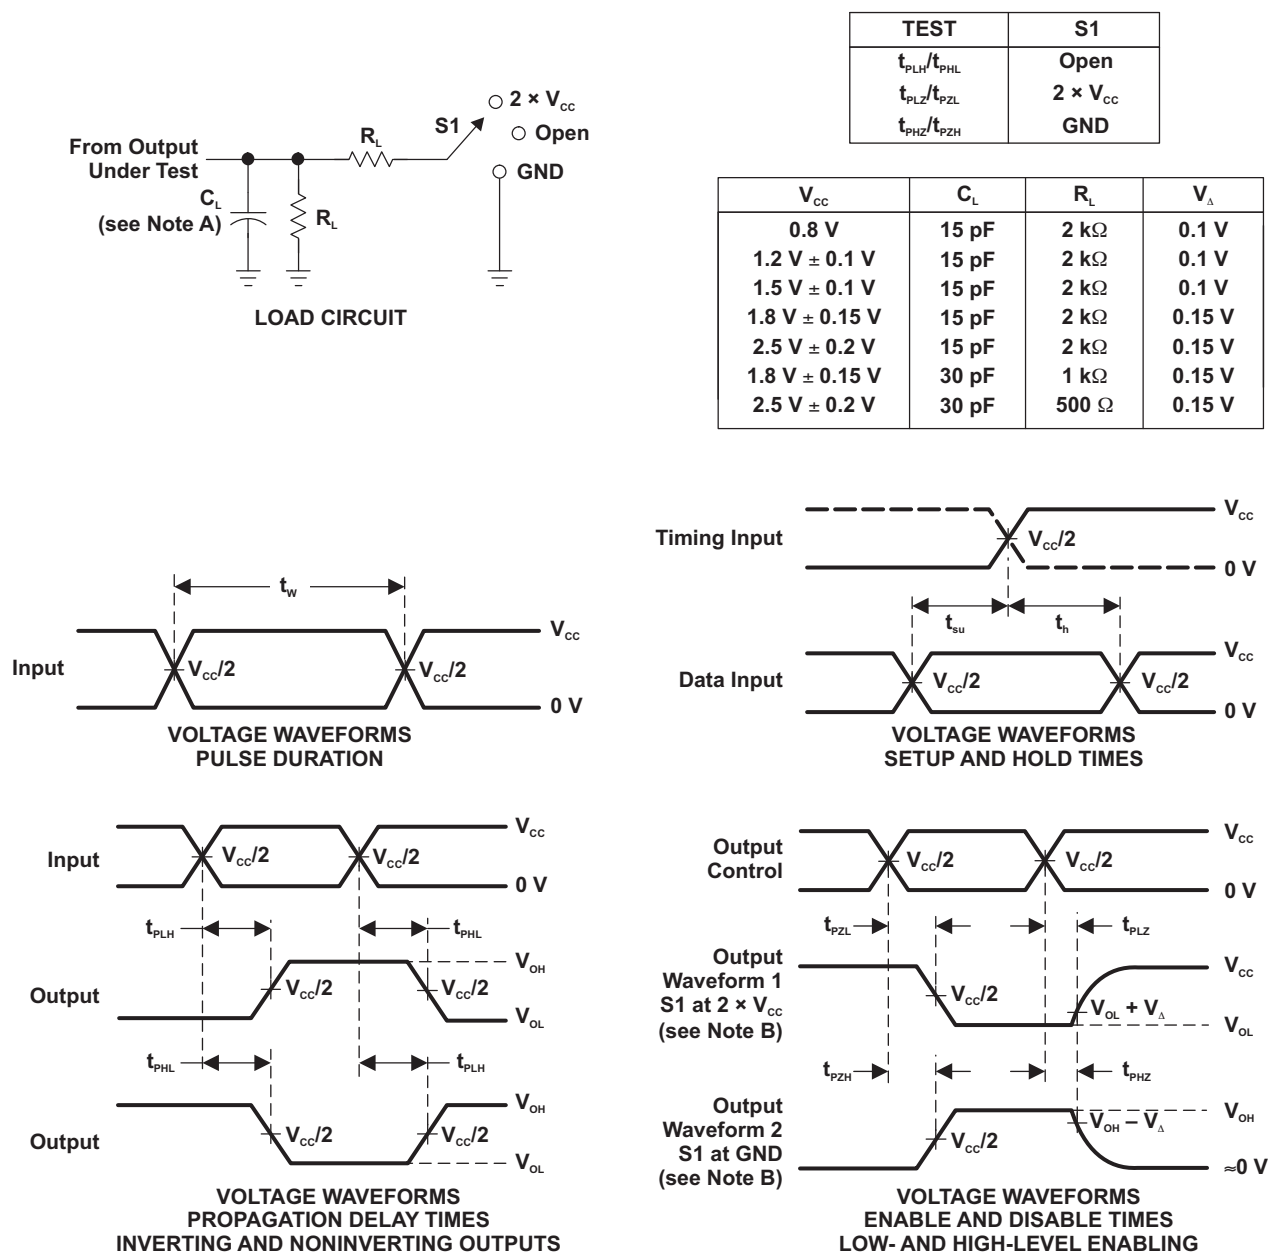 TEST S1
tPLH/tPHL Open
tPLZ/tPZL 2 × VCC
tPHZ/tPZH GND
2 × VCC
S1
Open
RL
From Output
Under Test
GND
CL
(see Note A)
RL
LOAD CIRCUIT
VCC CL RL VΔ
0.8 V 15 pF 2 kΩ 0.1 V
1.2 V ± 0.1 V 15 pF 2 kΩ 0.1 V
1.5 V ± 0.1 V 15 pF 2 kΩ 0.1 V
1.8 V ± 0.15 V 15 pF 2 kΩ 0.15 V
2.5 V ± 0.2 V 15 pF 2 kΩ 0.15 V
1.8 V ± 0.15 V 30 pF 1 kΩ 0.15 V
2.5 V ± 0.2 V 30 pF 500 Ω 0.15 V
tW
VCC
Input
VCC/2
VCC/2
0 V
VOLTAGE WAVEFORMS
PULSE DURATION
VCC
Timing Input
VCC/2
0 V
tsu
th
VCC
Data Input
VCC/2
VCC/2
0 V
VOLTAGE WAVEFORMS
SETUP AND HOLD TIMES
VCC
Input
VCC/2
VCC/2
0 V
tPLH
tPHL
VOH
Output
VCC/2
VCC/2
VOL
tPHL
tPLH
VOH
Output
VCC/2
VCC/2
VOL
VOLTAGE WAVEFORMS
PROPAGATION DELAY TIMES
INVERTING AND NONINVERTING OUTPUTS
VCC
Output
Control
VCC/2
VCC/2
0 V
tPZL
tPLZ
Output
Waveform 1
S1 at 2 × VCC
(see Note B)
VCC
VCC/2
VOL + VΔ
VOL
tPZH
tPHZ
Output
Waveform 2
S1 at GND
(see Note B)
VOH
VOH – VΔ
VCC/2
≈0 V
VOLTAGE WAVEFORMS
ENABLE AND DISABLE TIMES
LOW- AND HIGH-LEVEL ENABLING